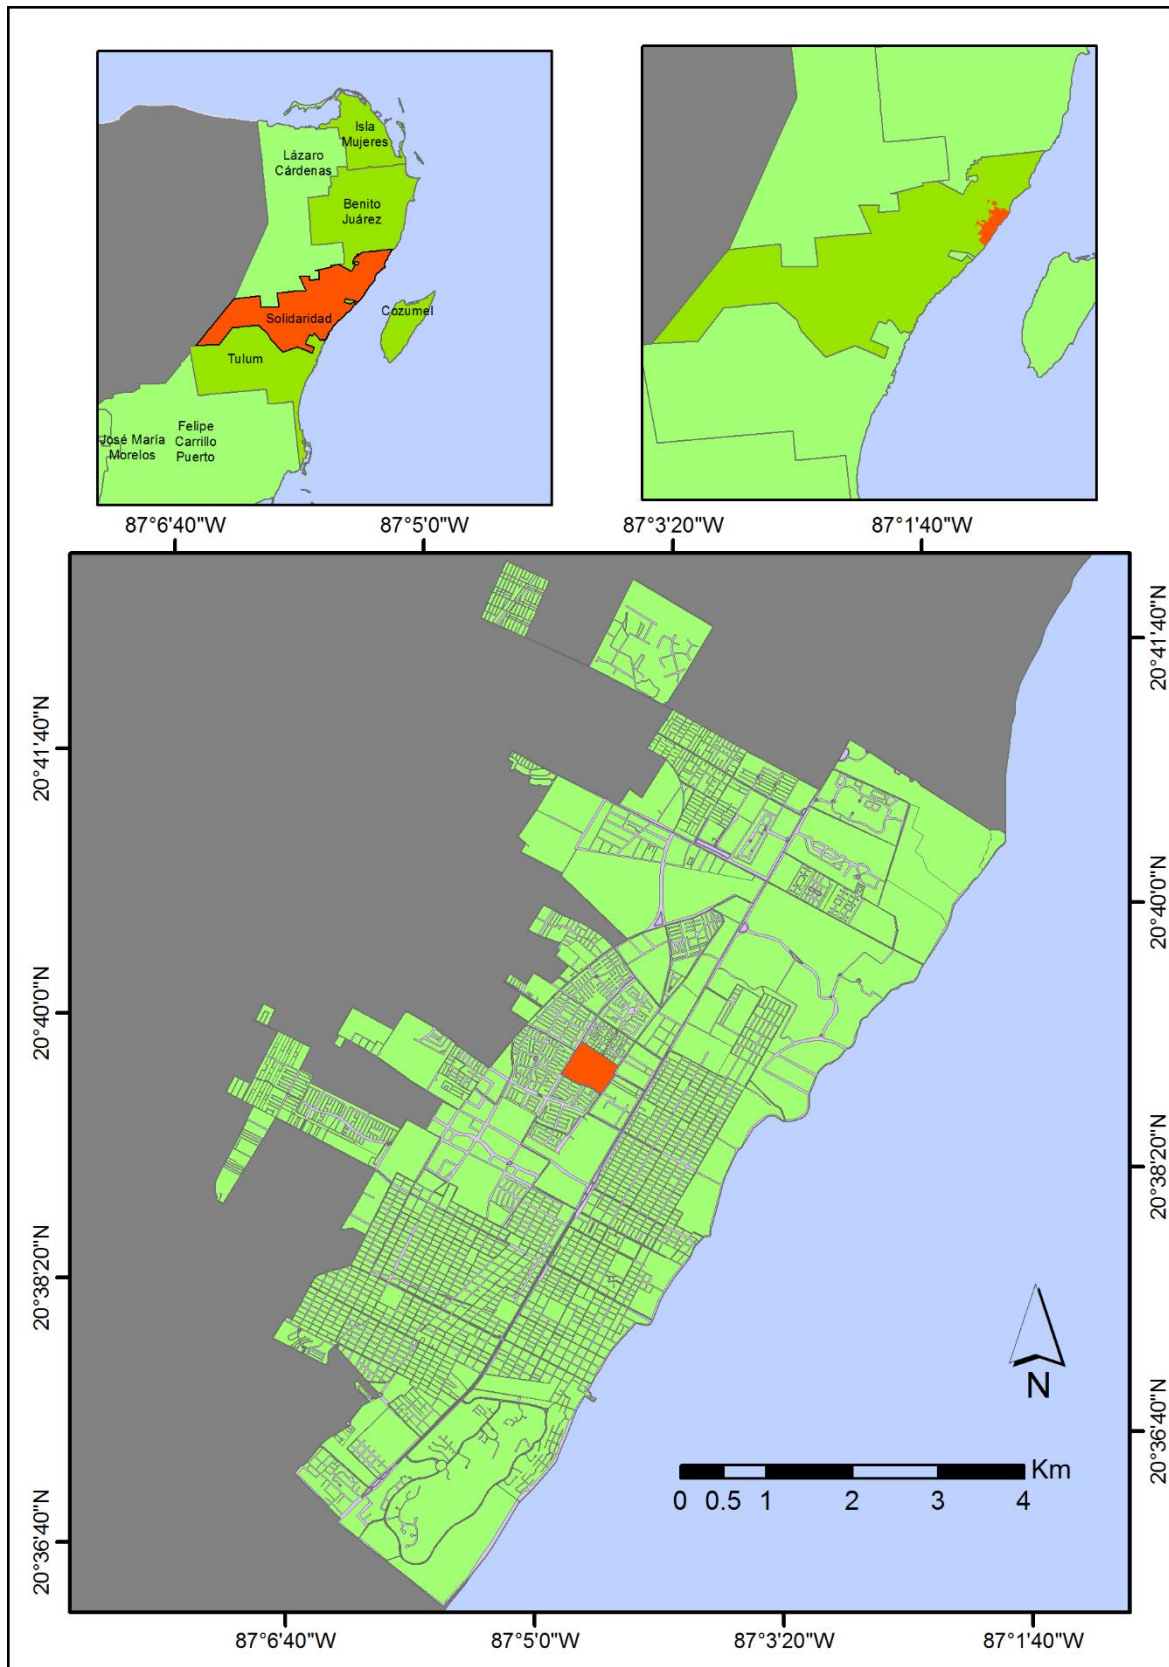 Isla
Mujeres
Lázaro
Cárdenas
Benito
Juárez
Solidaridad
Cozumel
Tulum
José María
Morelos
Felipe
Carrillo
Puerto
87°6'40"W
87°5'0"W
87°3'20"W
87°1'40"W
20°41'40"N
20°40'0"N
20°38'20"N
20°36'40"N
20°41'40"N
20°40'0"N
20°38'20"N
20°36'40"N
N
Km
0 0.5 1 2 3 4
87°6'40"W
87°5'0"W
87°3'20"W
87°1'40"W